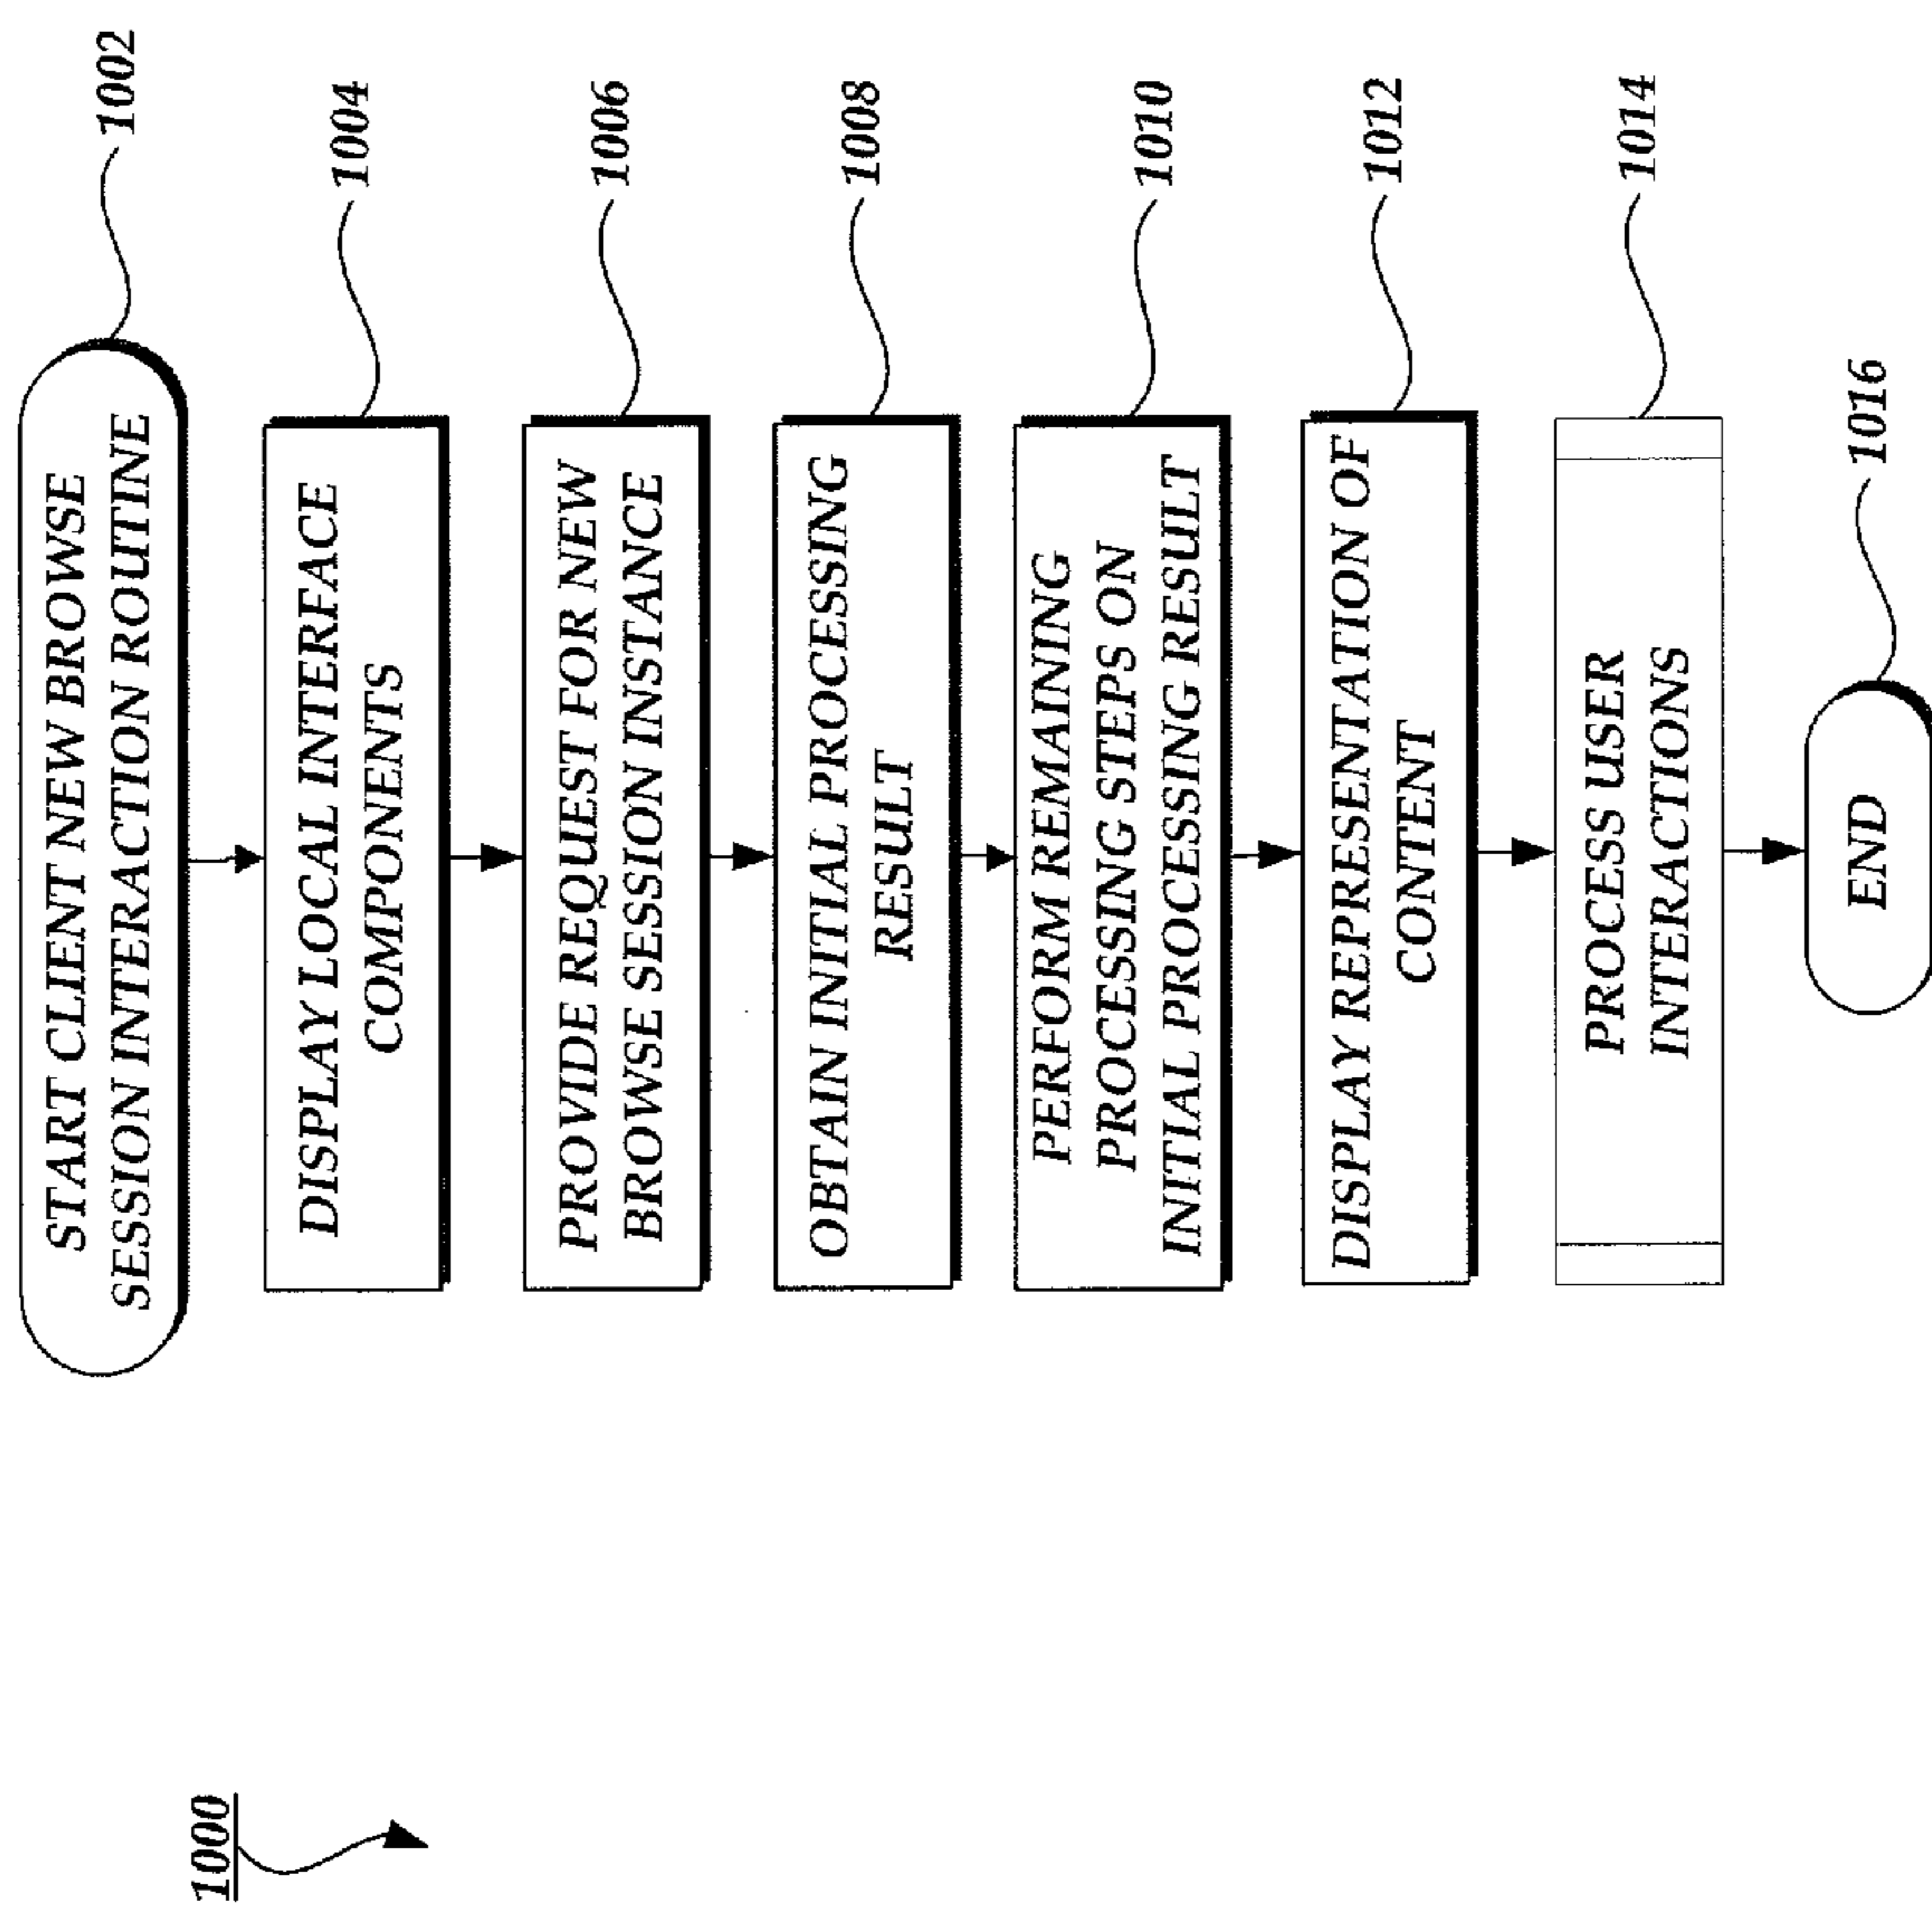 1000
START CLIENT NEW BROWSE
SESSION INTERACTION ROUTINE
1002
DISPLAY LOCAL INTERFACE
COMPONENTS
1004
PROVIDE REQUEST FOR NEW
BROWSE SESSION INSTANCE
1006
OBTAIN INITIAL PROCESSING
RESULT
1008
PERFORM REMAINING
PROCESSING STEPS ON
INITIAL PROCESSING RESULT
1010
DISPLAY REPRESENTATION OF
CONTENT
1012
PROCESS USER
INTERACTIONS
1014
END
1016